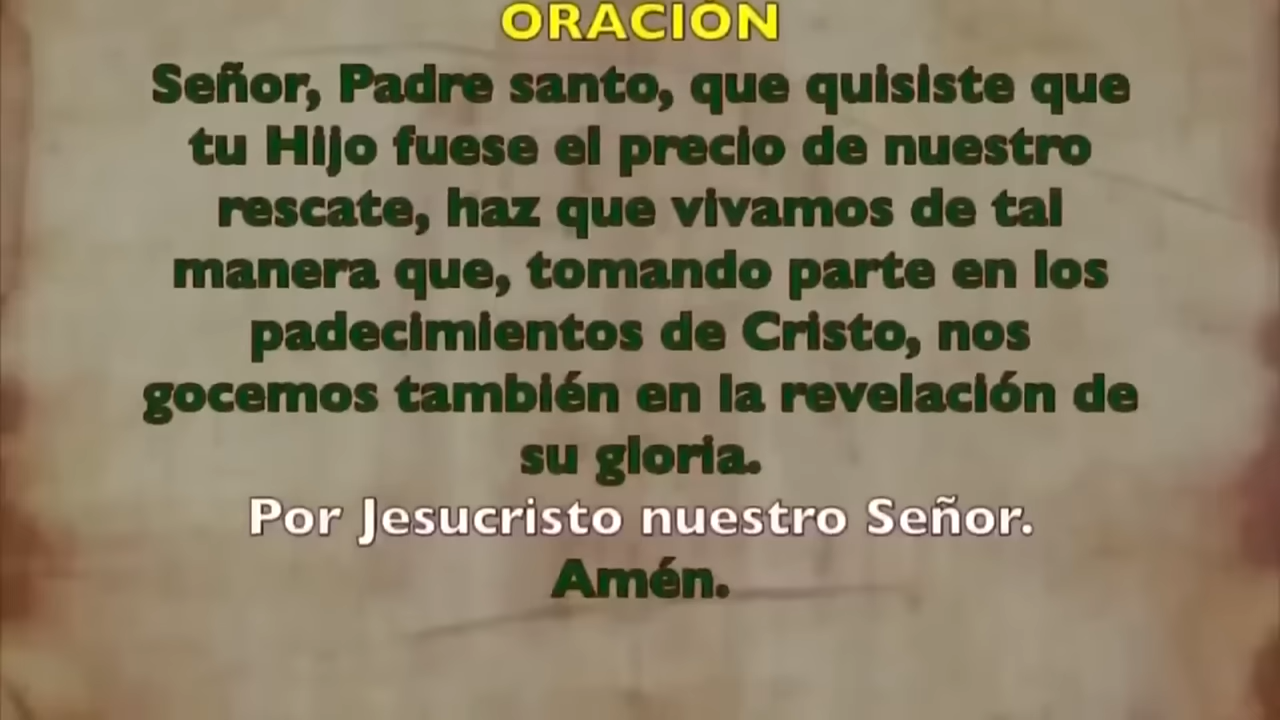 ORACIÓN
Señor, Padre santo, que quisiste que
tu Hijo fuese el precio de nuestro
rescate, haz que vivamos de tal
manera que, tomando parte en los
padecimientos de Cristo, nos
gocemos también en la revelación de
su gloria.
Por Jesucristo nuestro Señor.
Amén.